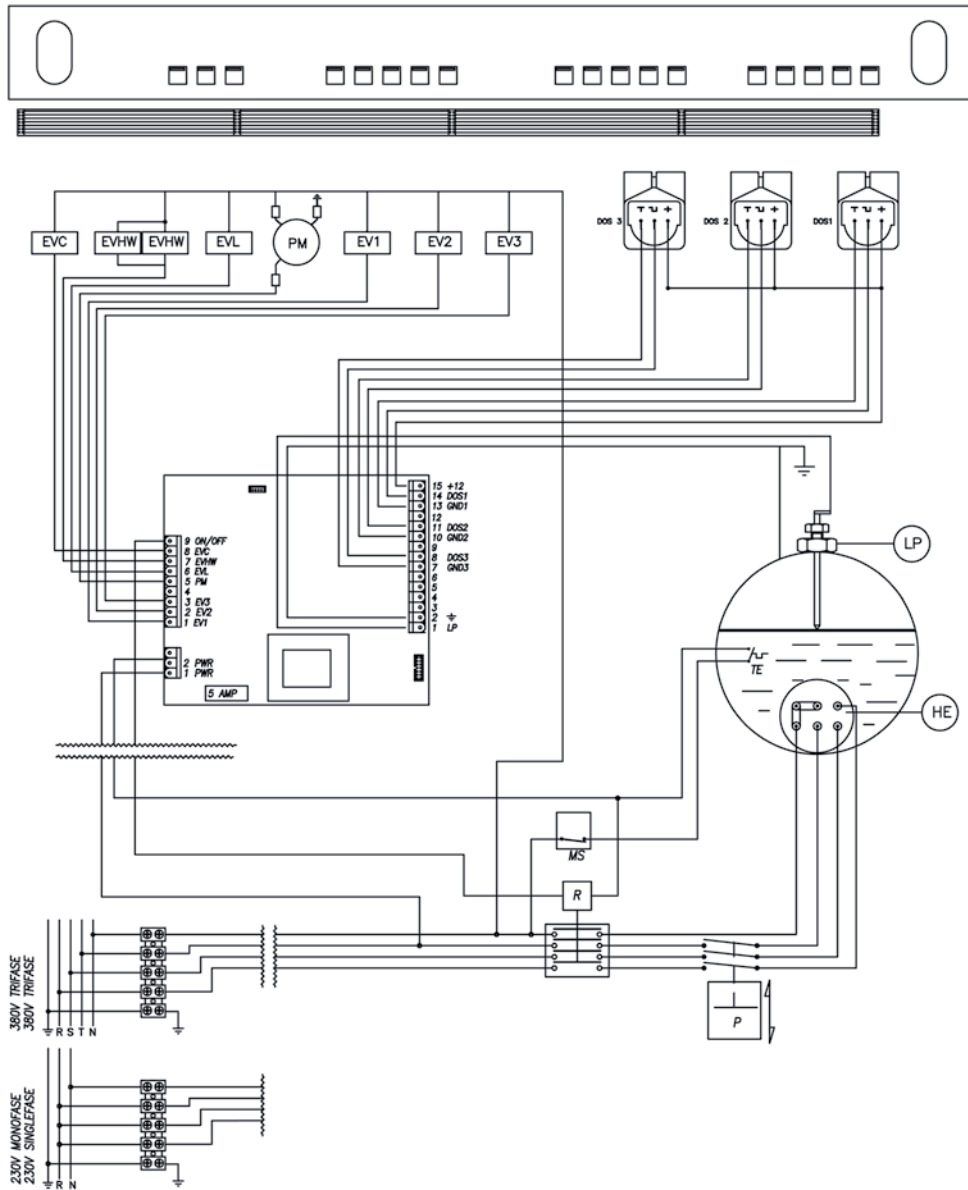 EVC
EVHW
EVHW
EVL
PM
EV1
EV2
EV3
DOS 3
DOS 2
DOS1
15 +12
14 DOS1
13 GND1
12
11 DOS2
10 GND2
9
8 DOS3
7 GND3
6
5
4
3
2
1 LP
9 ON/OFF
8 EVC
7 EVHW
6 EVL
5 PM
4
3 EV3
2 EV2
1 EV1
2 PWR
1 PWR
5 AMP
LP
TE
HE
MS
R
P
380V TRIFASE
380V TRIFASE
R S T N
230V MONOFASE
230V SINGLEFASE
R N